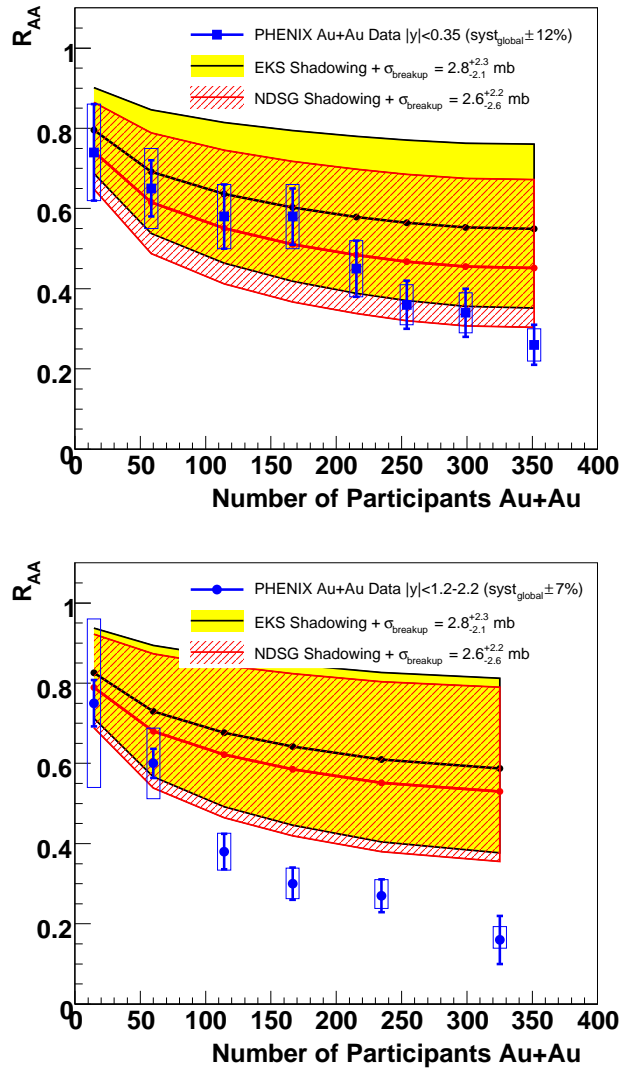 R_AA
PHENIX Au+Au Data |y|<0.35 (syst_global ±12%)
EKS Shadowing + σ_breakup = 2.8^{+2.3}_{-2.1} mb
NDSG Shadowing + σ_breakup = 2.6^{+2.2}_{-2.6} mb
1
0.8
0.6
0.4
0.2
0
0 50 100 150 200 250 300 350 400
Number of Participants Au+Au
R_AA
PHENIX Au+Au Data |y|<1.2-2.2 (syst_global ±7%)
EKS Shadowing + σ_breakup = 2.8^{+2.3}_{-2.1} mb
NDSG Shadowing + σ_breakup = 2.6^{+2.2}_{-2.6} mb
1
0.8
0.6
0.4
0.2
0
0 50 100 150 200 250 300 350 400
Number of Participants Au+Au